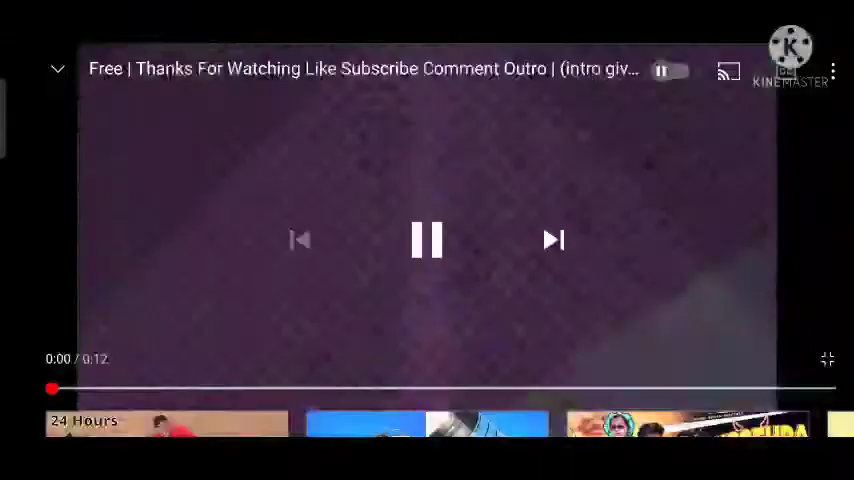 Free | Thanks For Watching Like Subscribe Comment Outro | (intro giv...
KINEMASTER
0:00 / 0:12
24 Hours